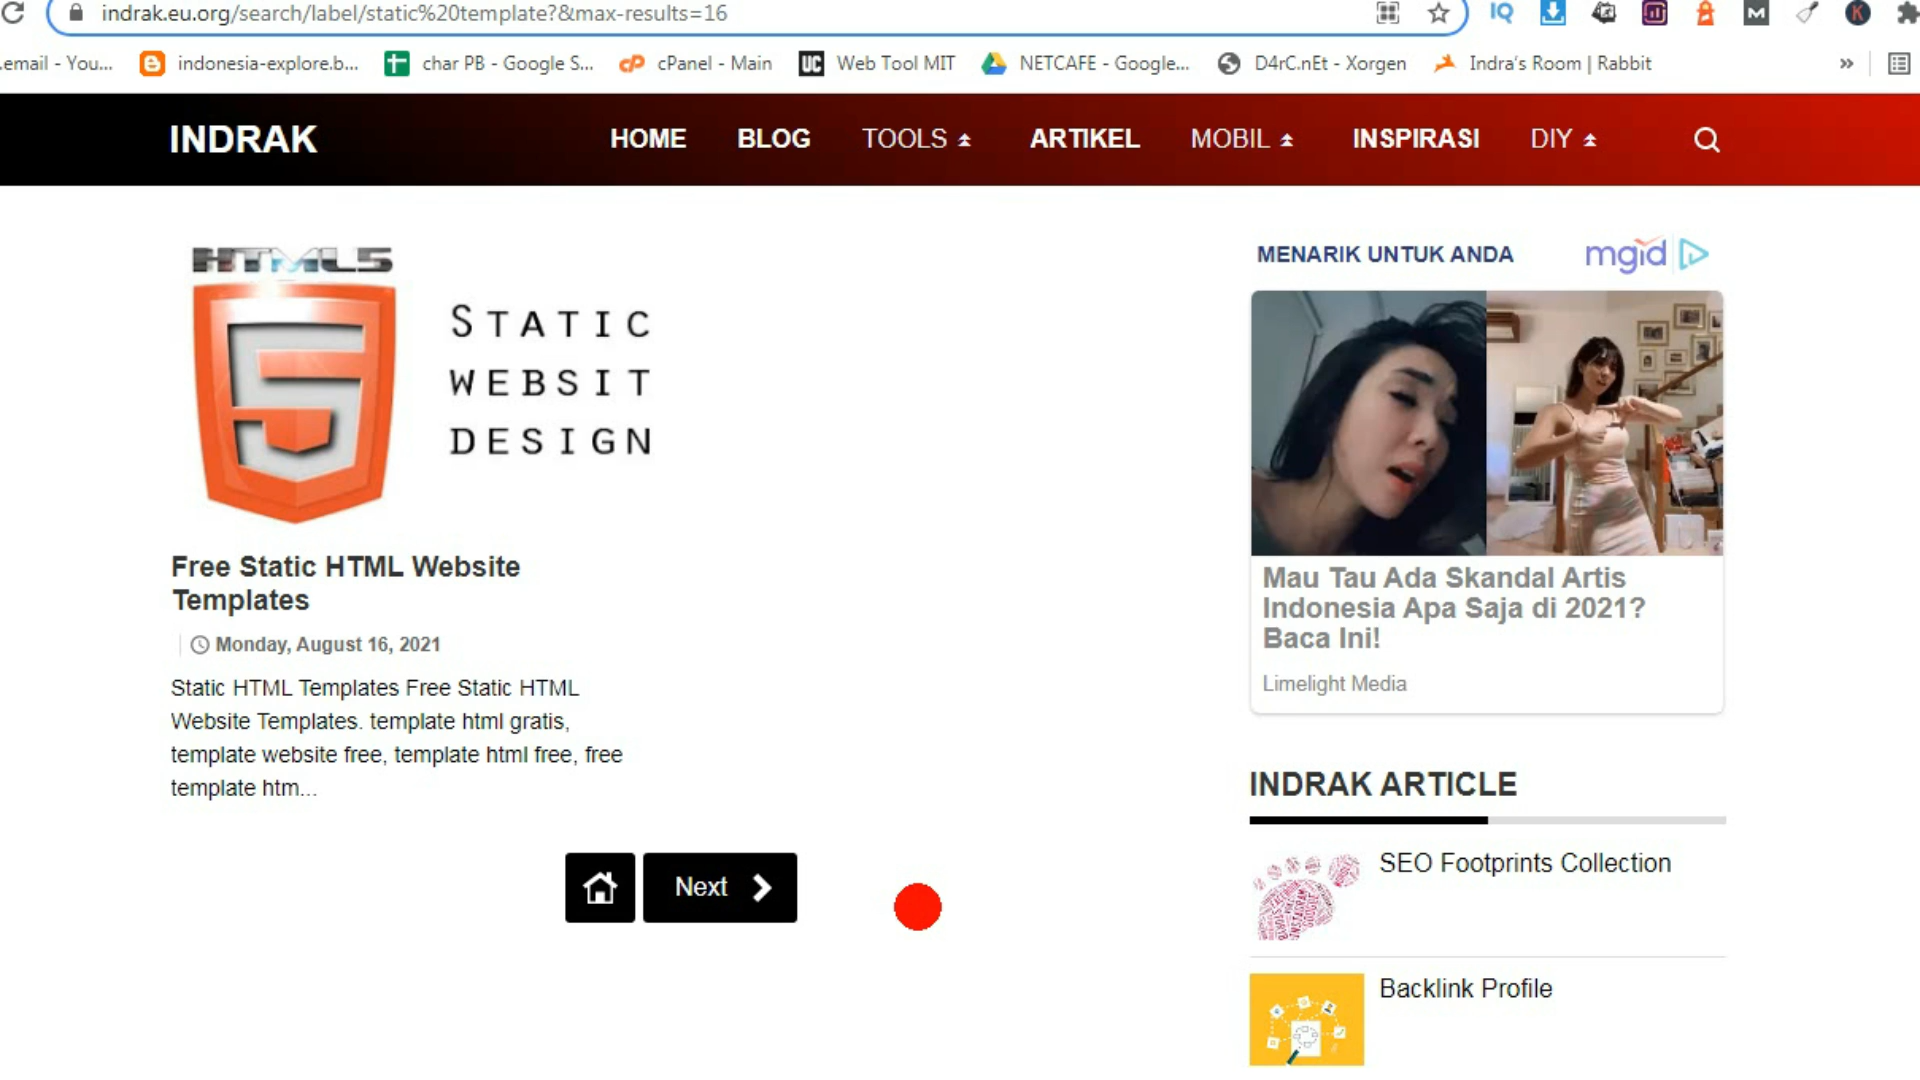 indrak.eu.org/search/label/static%20template?&max-results=16
IQ
M
K
.email - You...
indonesia-explore.b...
char PB - Google S...
cP
cPanel - Main
UC
Web Tool MIT
NETCAFE - Google...
D4rC.nEt - Xorgen
Indra's Room | Rabbit
»
INDRAK
HOME
BLOG
TOOLS
ARTIKEL
MOBIL
INSPIRASI
DIY
HTML5
STATIC
WEBSIT
DESIGN
Free Static HTML Website
Templates
Monday, August 16, 2021
Static HTML Templates Free Static HTML
Website Templates. template html gratis,
template website free, template html free, free
template htm...
Next
MENARIK UNTUK ANDA
mgid
Mau Tau Ada Skandal Artis
Indonesia Apa Saja di 2021?
Baca Ini!
Limelight Media
INDRAK ARTICLE
SEO Footprints Collection
Backlink Profile